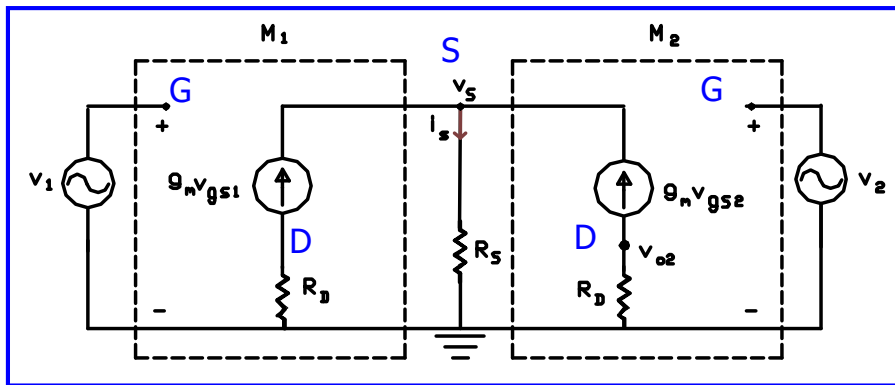 M1
S
M2
G
vS
G
+
is
+
v1
gmvgs1
gmvgs2
v2
D
RS
D
vo2
RD
RD
−
−